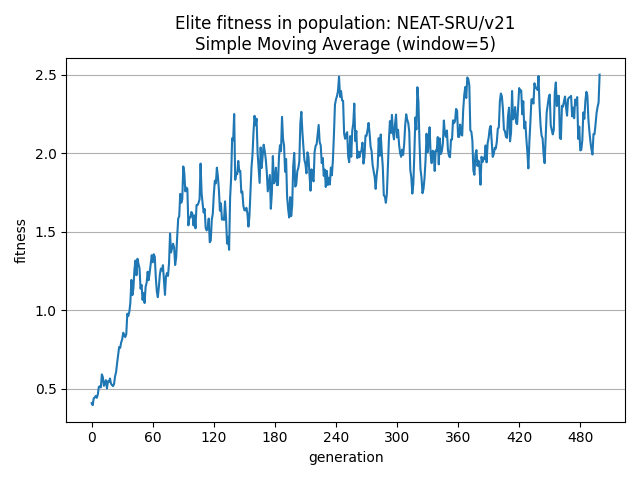 Elite fitness in population: NEAT-SRU/v21
Simple Moving Average (window=5)
2.5
2.0
1.5
1.0
0.5
fitness
0 60 120 180 240 300 360 420 480
generation